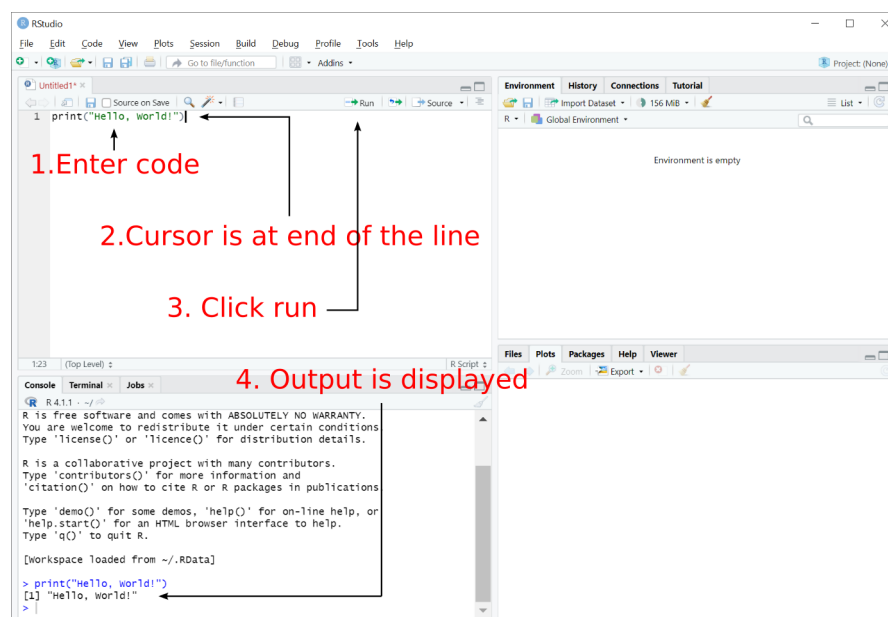 RStudio
File Edit Code View Plots Session Build Debug Profile Tools Help
Go to file/function Addins Project: (None)
Untitled1*
Source on Save Run Source
1 print("Hello, World!")
1.Enter code
2.Cursor is at end of the line
3. Click run
1:23 (Top Level) R Script
4. Output is displayed
Console Terminal Jobs
R 4.1.1 · ~/
R is free software and comes with ABSOLUTELY NO WARRANTY.
You are welcome to redistribute it under certain conditions
Type 'license()' or 'licence()' for distribution details.
R is a collaborative project with many contributors.
Type 'contributors()' for more information and
'citation()' on how to cite R or R packages in publications
Type 'demo()' for some demos, 'help()' for on-line help, or
'help.start()' for an HTML browser interface to help.
Type 'q()' to quit R.
[Workspace loaded from ~/.RData]
> print("Hello, World!")
[1] "Hello, World!"
>
Environment History Connections Tutorial
Import Dataset 156 MiB List
R Global Environment
Environment is empty
Files Plots Packages Help Viewer
Zoom Export